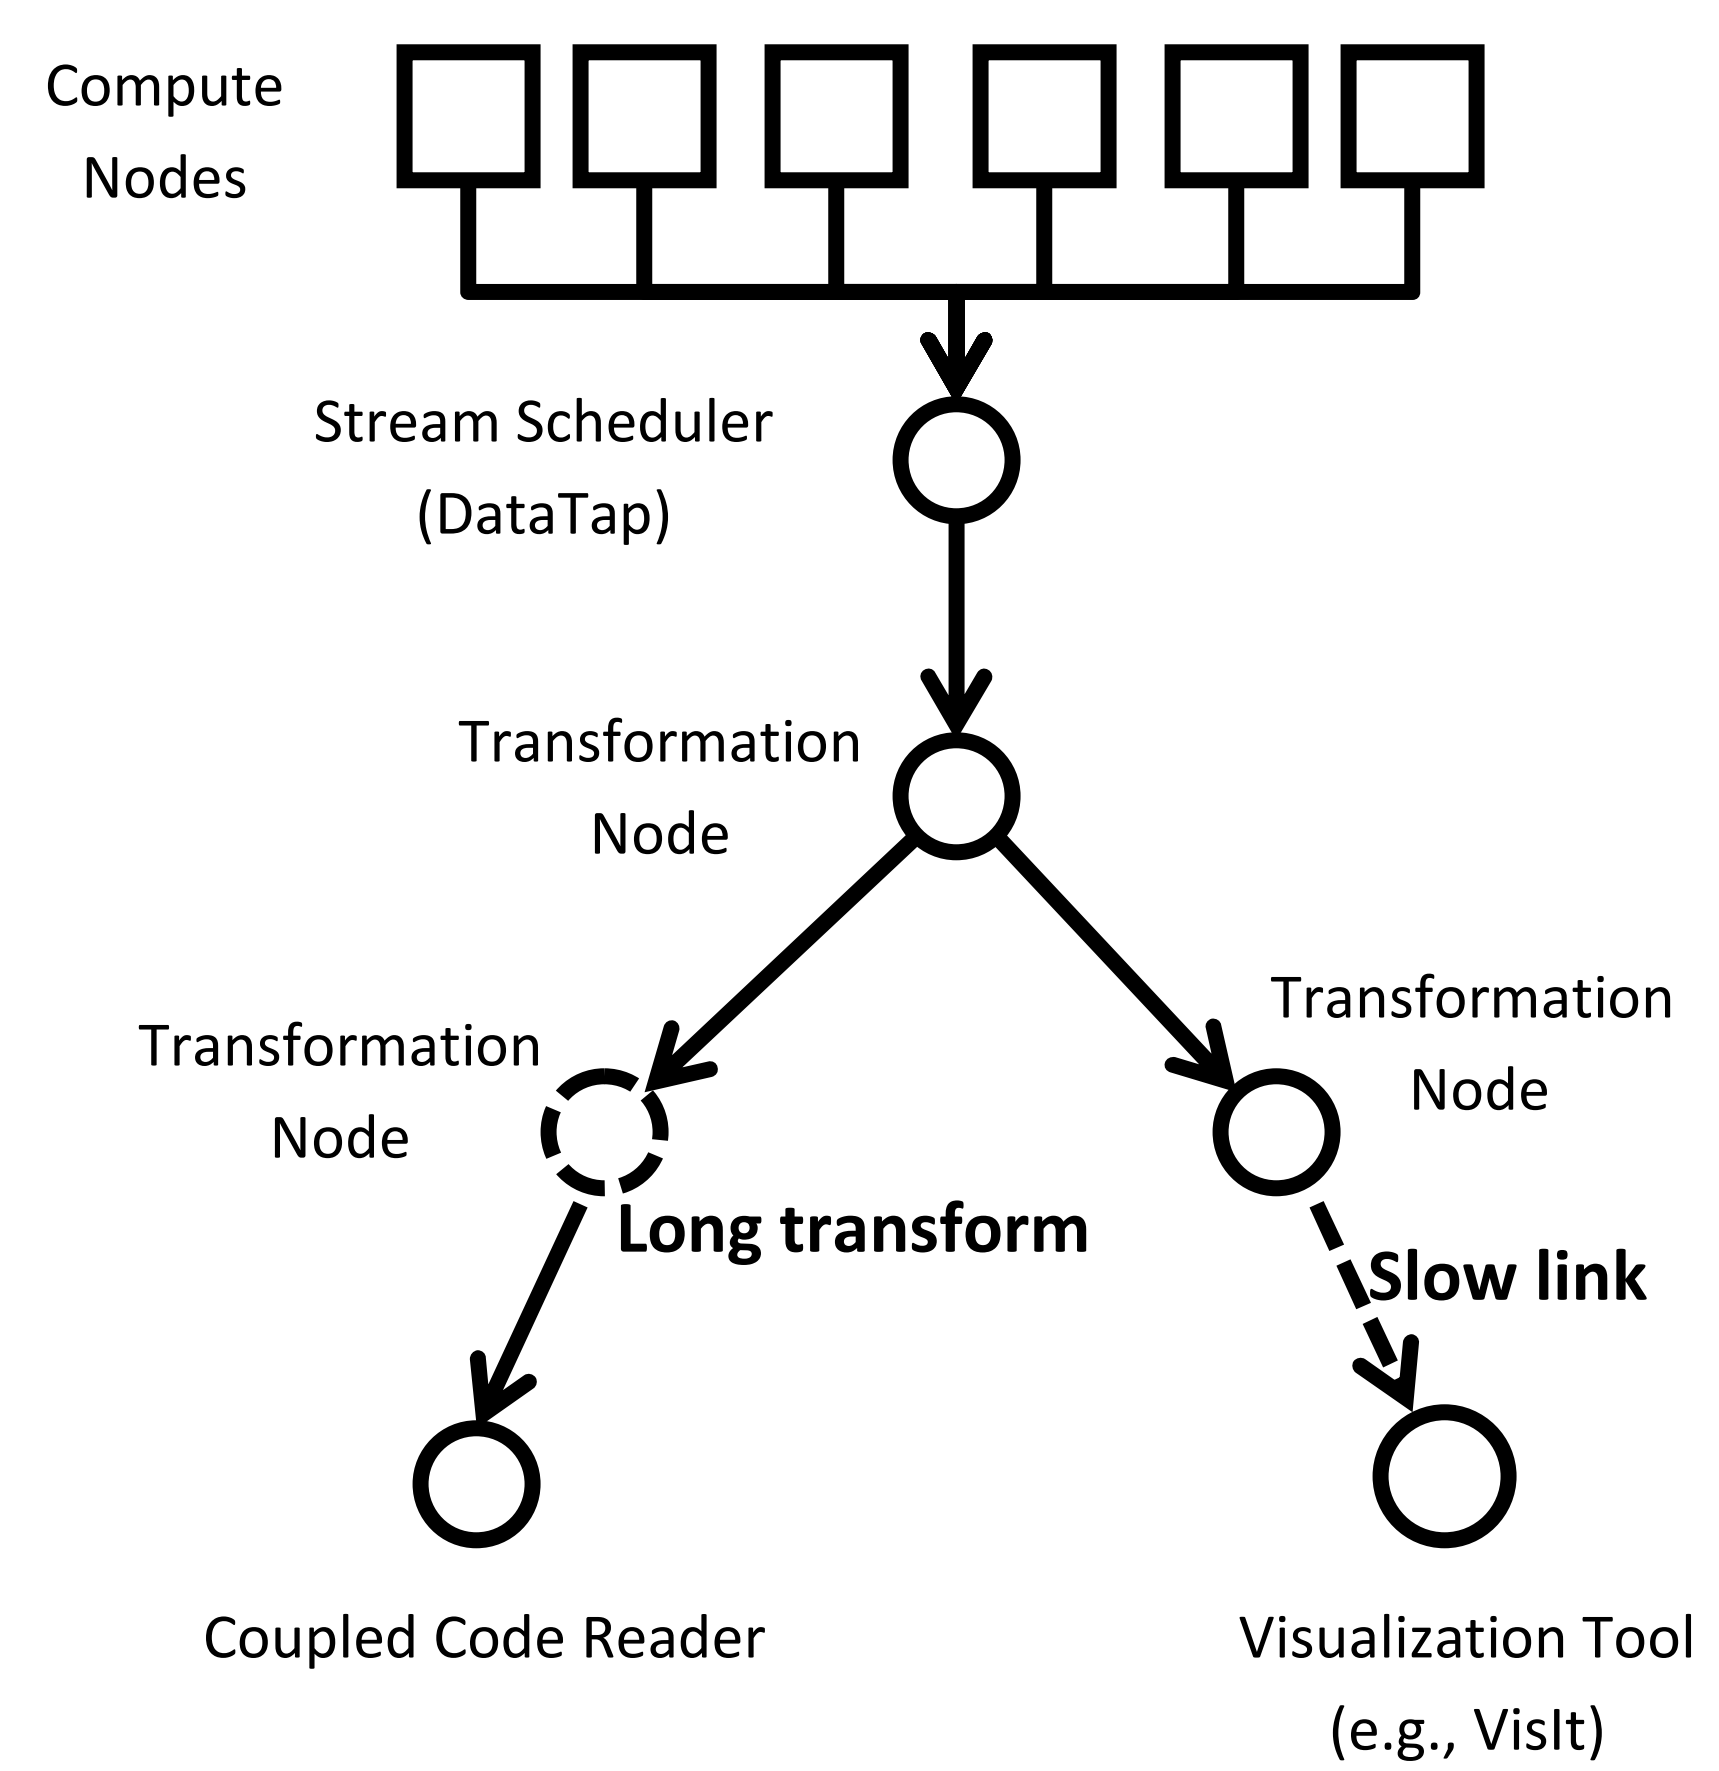 Compute
Nodes
Stream Scheduler
(DataTap)
Transformation
Node
Transformation
Node
Transformation
Node
Long transform
Slow link
Coupled Code Reader
Visualization Tool
(e.g., VisIt)